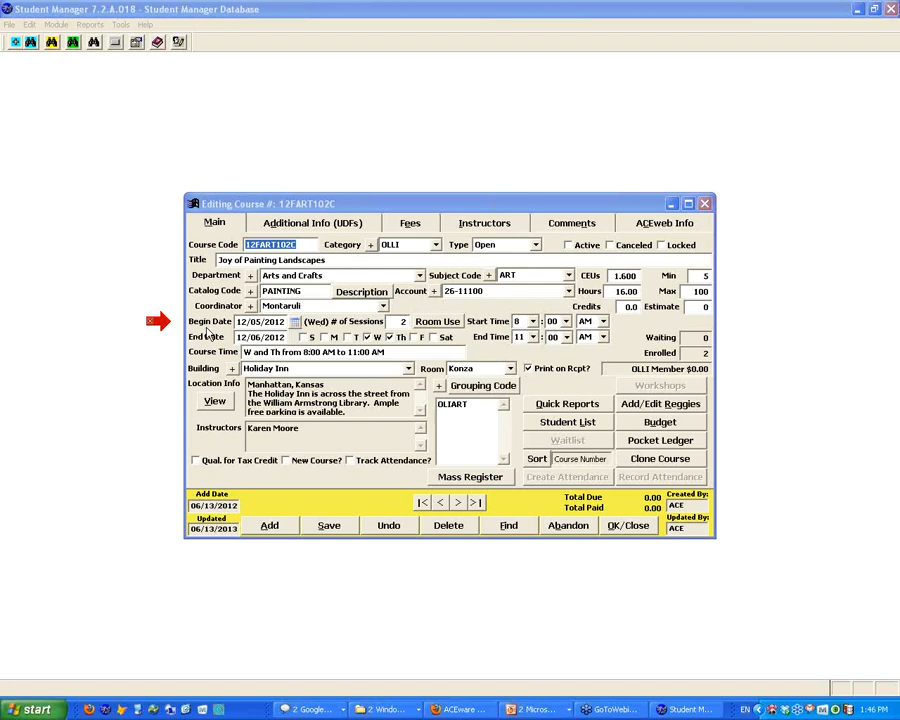 Student Manager 7.2.A.018 - Student Manager Database
File Edit Module Reports Tools Help
Editing Course #: 12FART102C
Main Additional Info (UDFs) Fees Instructors Comments ACEweb Info
Course Code 12FART102C Category + OLLI Type Open Active Canceled Locked
Title Joy of Painting Landscapes
Department + Arts and Crafts Subject Code + ART CEUs 1.600 Min 5
Catalog Code + PAINTING Description Account + 26-11100 Hours 16.00 Max 100
Coordinator + Montaruli Credits 0.0 Estimate 0
Begin Date 12/05/2012 (Wed) # of Sessions 2 Room Use Start Time 8 : 00 AM
End Date 12/06/2012 S M T W Th F Sat End Time 11 : 00 AM Waiting 0
Course Time W and Th from 8:00 AM to 11:00 AM Enrolled 2
Building + Holiday Inn Room Konza Print on Rcpt? OLLI Member $0.00
Location Info Manhattan, Kansas + Grouping Code Workshops
The Holiday Inn is across the street from
the William Armstrong Library. Ample
free parking is available.
View OLIART Quick Reports Add/Edit Reggies
Student List Budget
Instructors Karen Moore
Waitlist Pocket Ledger
Qual. for Tax Credit New Course? Track Attendance? Sort Course Number Clone Course
Mass Register Create Attendance Record Attendance
Add Date Total Due 0.00 Created By:
06/13/2012 |< < > >| Total Paid 0.00 ACE
Updated Updated By:
06/13/2013 Add Save Undo Delete Find Abandon OK/Close ACE
start 2 Google... 2 Windo... ACEware ... 2 Micros... GoToWebi... Student M... EN 1:46 PM